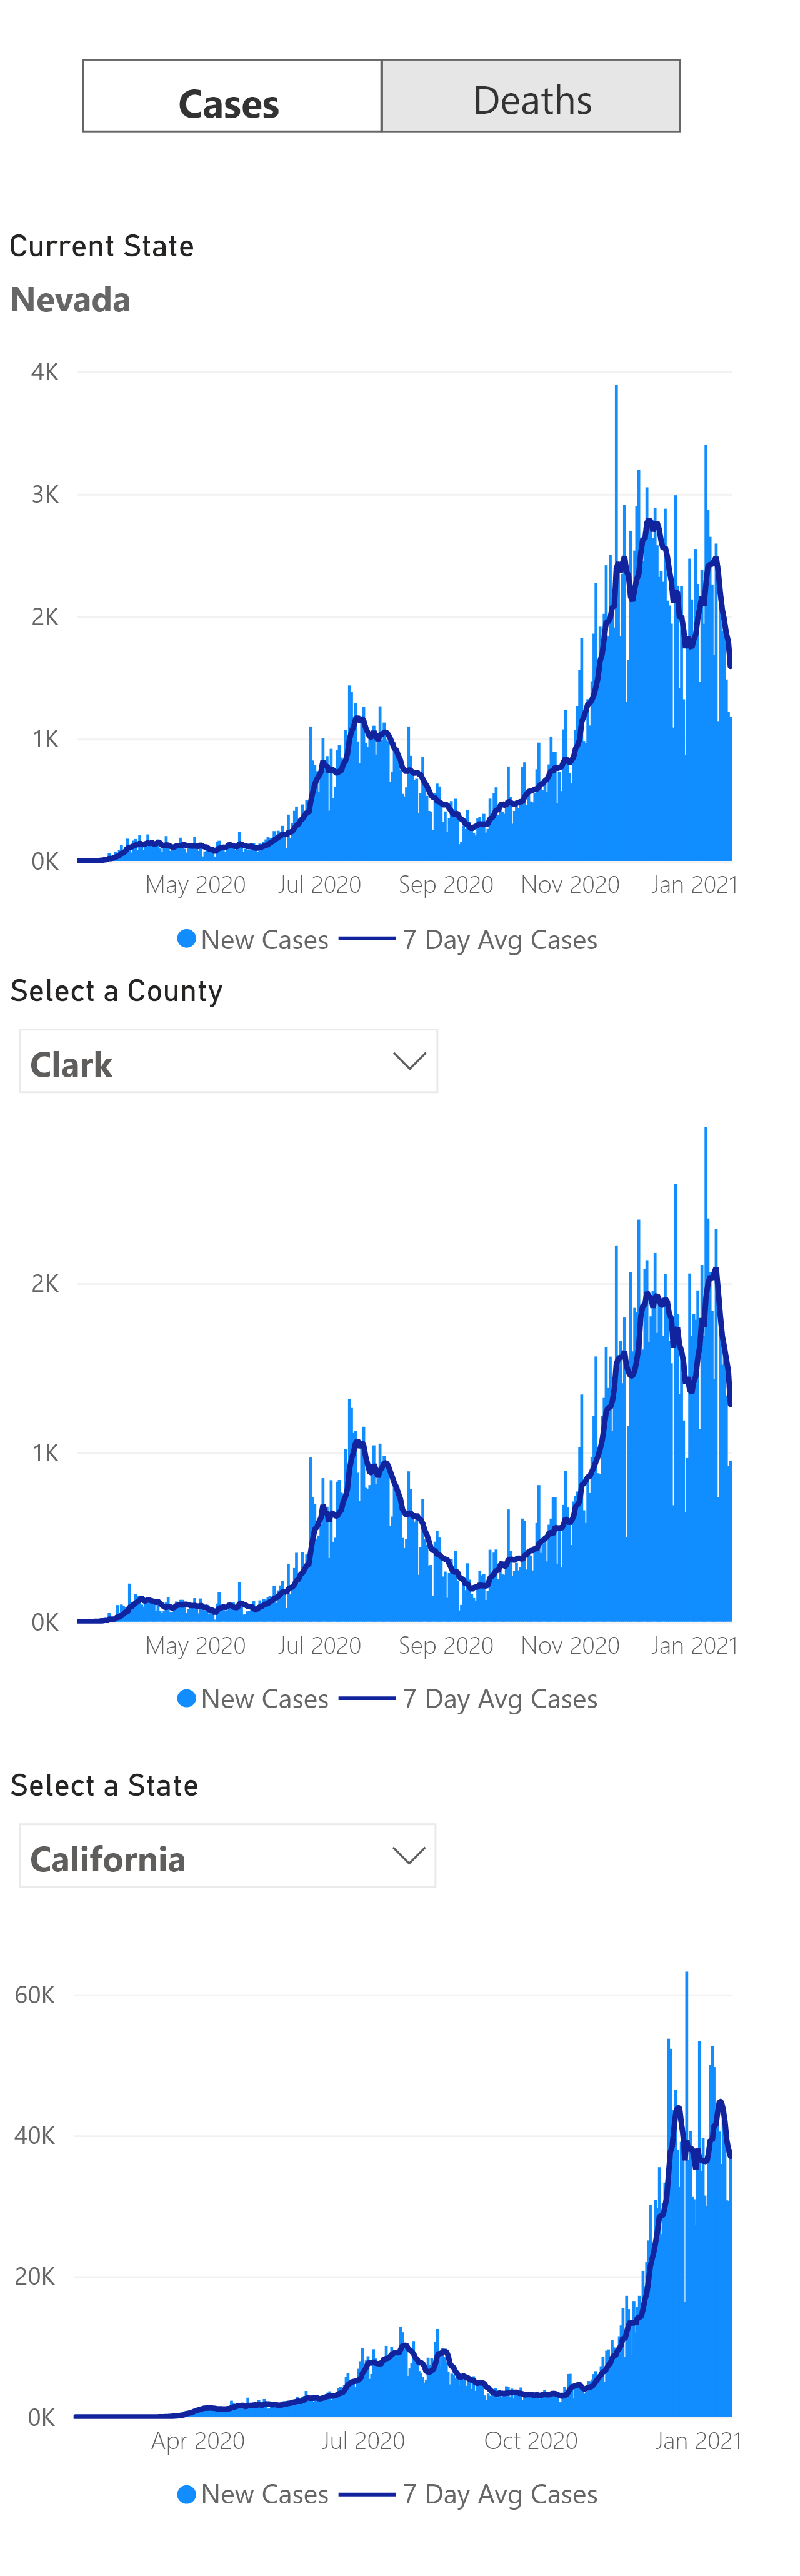 Cases Deaths
Current State
Nevada
4K
3K
2K
1K
0K
May 2020 Jul 2020 Sep 2020 Nov 2020 Jan 2021
New Cases 7 Day Avg Cases
Select a County
Clark
2K
1K
0K
May 2020 Jul 2020 Sep 2020 Nov 2020 Jan 2021
New Cases 7 Day Avg Cases
Select a State
California
60K
40K
20K
0K
Apr 2020 Jul 2020 Oct 2020 Jan 2021
New Cases 7 Day Avg Cases